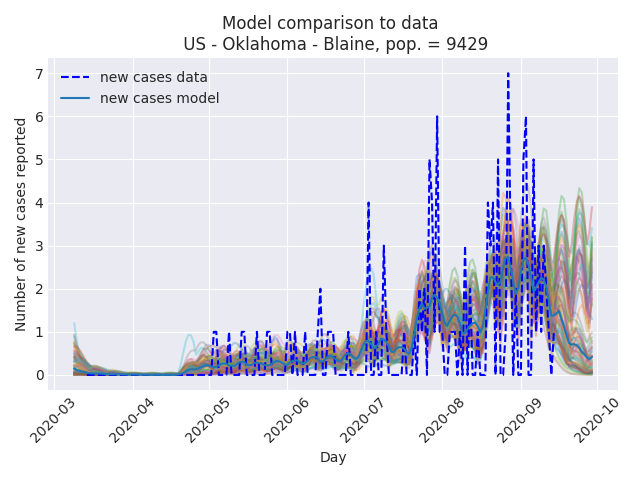 Model comparison to data
US - Oklahoma - Blaine, pop. = 9429
new cases data
new cases model
Number of new cases reported
7
6
5
4
3
2
1
0
2020-03
2020-04
2020-05
2020-06
2020-07
2020-08
2020-09
2020-10
Day